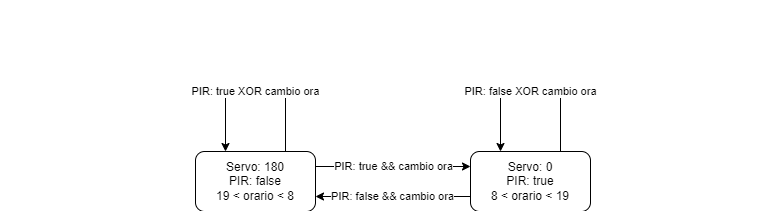 PIR: true XOR cambio ora
PIR: false XOR cambio ora
Servo: 180
PIR: false
19 < orario < 8
PIR: true && cambio ora
PIR: false && cambio ora
Servo: 0
PIR: true
8 < orario < 19